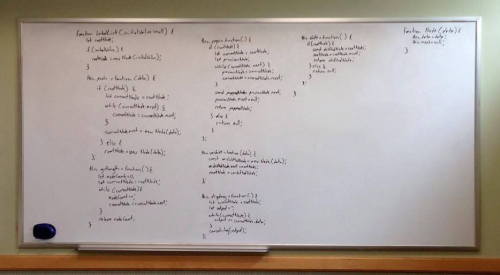 function LinkedList (initialValue=null) {
let rootNode;
if (initialValue) {
rootNode = new Node(initialValue);
}
this.push = function (data) {
if (rootNode) {
let currentNode = rootNode;
while (currentNode.next) {
currentNode = currentNode.next;
}
currentNode.next = new Node(data);
} else {
rootNode = new Node(data);
}
this.getLength = function() {
let nodeCount=0;
let currentNode = rootNode;
while (currentNode) {
nodeCount++;
currentNode = currentNode.next;
}
return nodeCount;
}
this.pop = function() {
if (rootNode) {
let currentNode = rootNode;
let previousNode;
while (currentNode.next) {
previousNode = currentNode;
currentNode = currentNode.next;
}
const poppedNode = previousNode.next;
previousNode.next = null;
return poppedNode;
} else {
return null;
}
};
this.unshift = function (data) {
const unshiftedNode = new Node(data);
unshiftedNode.next = rootNode;
rootNode = unshiftedNode;
};
this.display = function() {
let currentNode = rootNode;
let output = '';
while (currentNode) {
output += currentNode.data;
}
console.log(output);
};
this.shift = function() {
if (rootNode) {
const shiftedNode = rootNode;
rootNode = rootNode.next;
return shiftedNode;
} else {
return null;
}
};
}
function Node (data) {
this.data = data;
this.next = null;
}